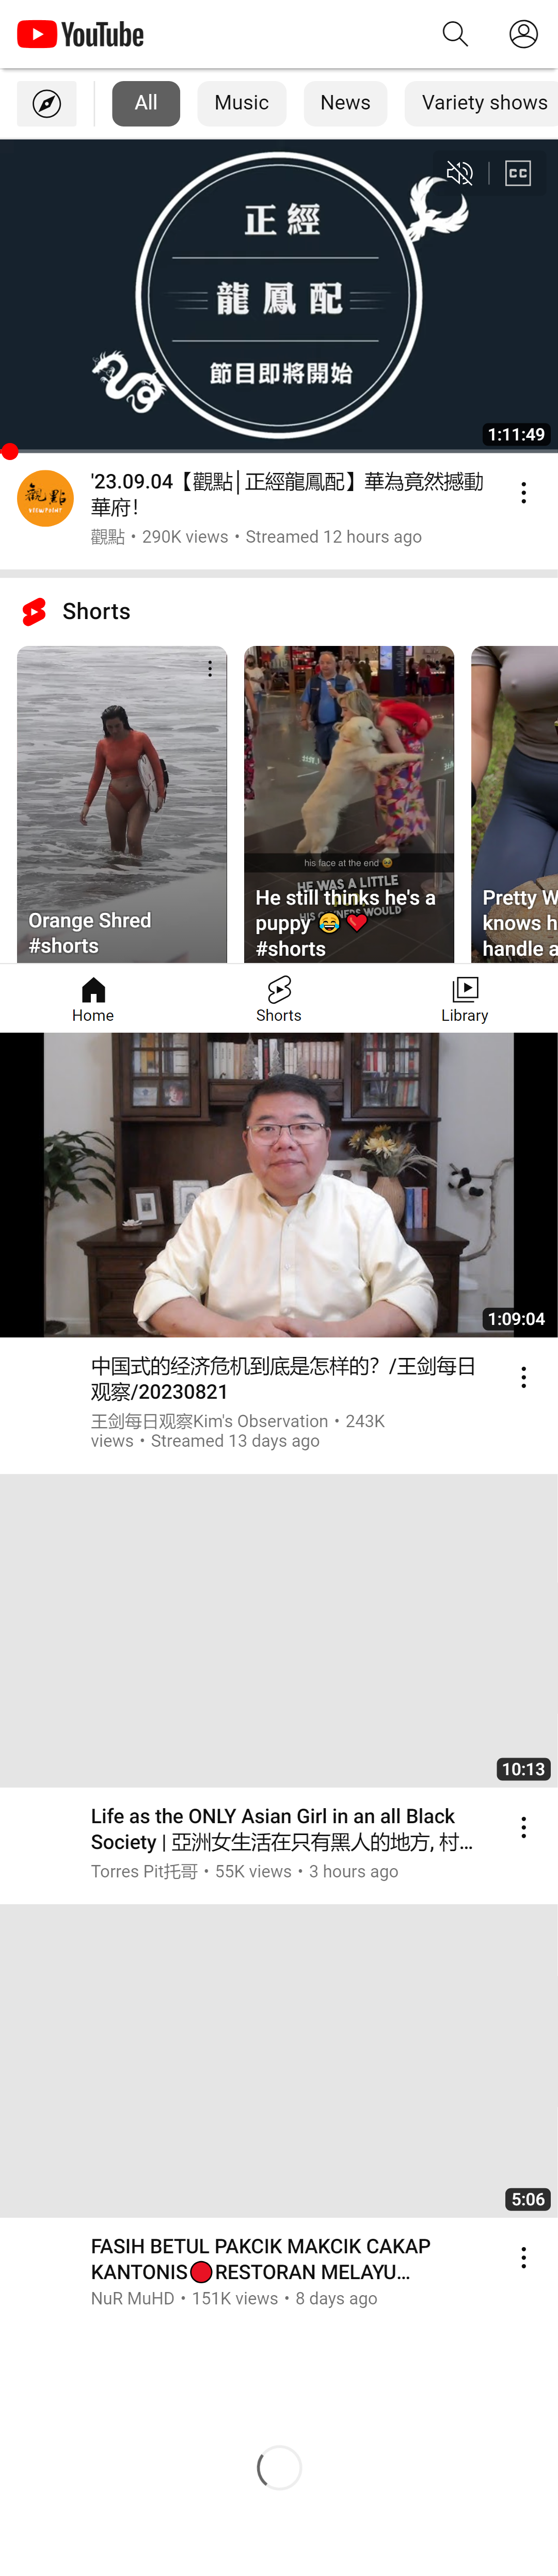 YouTube
All
Music
News
Variety shows
正經
龍鳳配
節目即將開始
CC
1:11:49
觀點
VIEWPOINT
'23.09.04【觀點│正經龍鳳配】華為竟然撼動
華府！
觀點 • 290K views • Streamed 12 hours ago
Shorts
Orange Shred
#shorts
his face at the end 🥹
HE WAS A LITTLE
HIS OWNERS WOULD
He still thinks he's a
puppy 😂❤️
#shorts
Pretty W
knows h
handle a
Home
Shorts
Library
1:09:04
中国式的经济危机到底是怎样的？/王剑每日
观察/20230821
王剑每日观察Kim's Observation • 243K
views • Streamed 13 days ago
10:13
Life as the ONLY Asian Girl in an all Black
Society | 亞洲女生活在只有黑人的地方, 村...
Torres Pit托哥 • 55K views • 3 hours ago
5:06
FASIH BETUL PAKCIK MAKCIK CAKAP
KANTONIS🔴RESTORAN MELAYU...
NuR MuHD • 151K views • 8 days ago